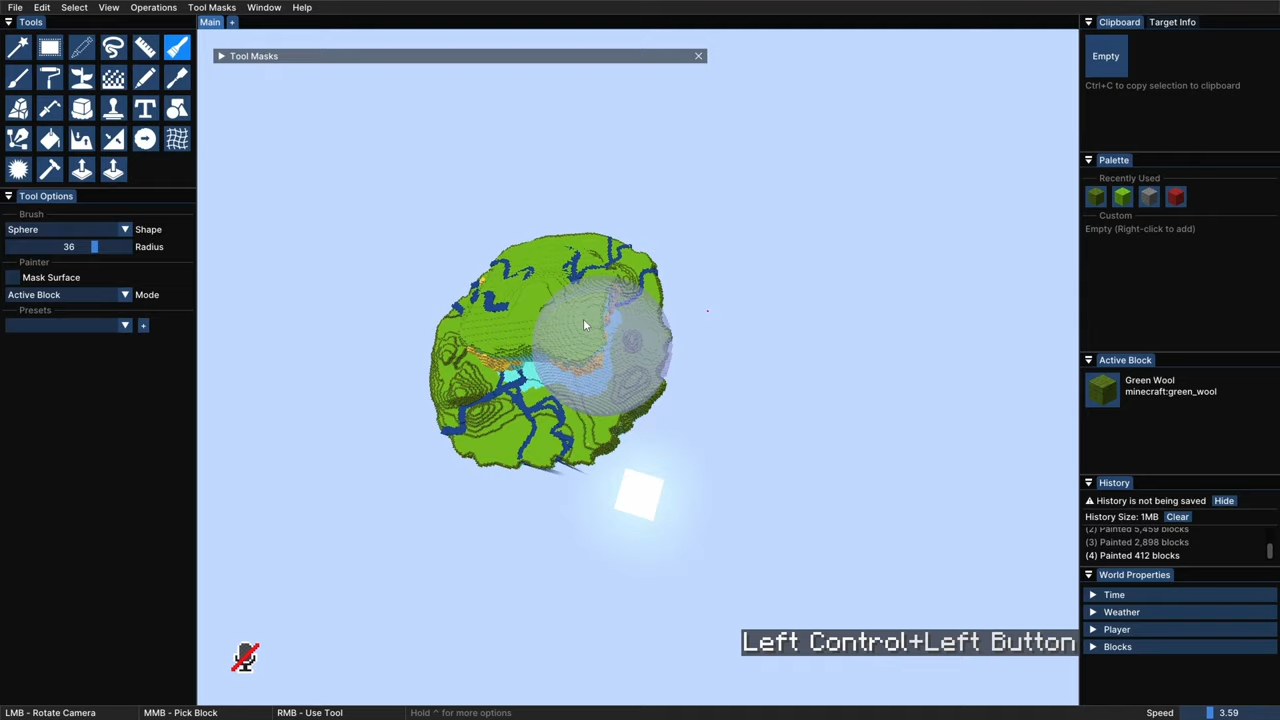 File Edit Select View Operations Tool Masks Window Help
Tools
Main +
Tool Masks
Clipboard Target Info
Empty
Ctrl+C to copy selection to clipboard
Palette
Recently Used
Custom
Empty (Right-click to add)
Tool Options
Brush
Sphere Shape
36 Radius
Painter
Mask Surface
Active Block Mode
Presets
+
Active Block
Green Wool
minecraft:green_wool
History
History is not being saved Hide
History Size: 1MB Clear
(2) Painted 5,459 blocks
(3) Painted 2,898 blocks
(4) Painted 412 blocks
World Properties
Time
Weather
Player
Blocks
Left Control+Left Button
LMB - Rotate Camera MMB - Pick Block RMB - Use Tool Hold ^ for more options Speed 3.59